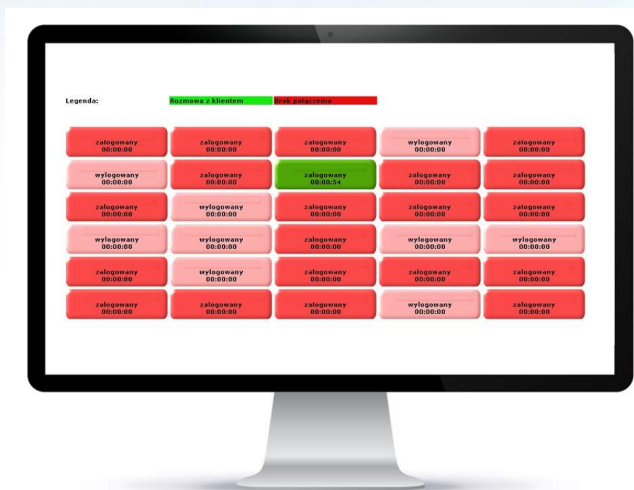 Legenda: Rozmowa z klientem Brak połączenia
zalogowany zalogowany zalogowany wylogowany zalogowany
00:00:00 00:00:00 00:00:00 00:00:00 00:00:00
wylogowany zalogowany zalogowany zalogowany zalogowany
00:00:00 00:00:00 00:00:54 00:00:00 00:00:00
zalogowany wylogowany zalogowany zalogowany zalogowany
00:00:00 00:00:00 00:00:00 00:00:00 00:00:00
wylogowany wylogowany zalogowany wylogowany wylogowany
00:00:00 00:00:00 00:00:00 00:00:00 00:00:00
zalogowany wylogowany zalogowany zalogowany zalogowany
00:00:00 00:00:00 00:00:00 00:00:00 00:00:00
zalogowany zalogowany zalogowany wylogowany zalogowany
00:00:00 00:00:00 00:00:00 00:00:00 00:00:00